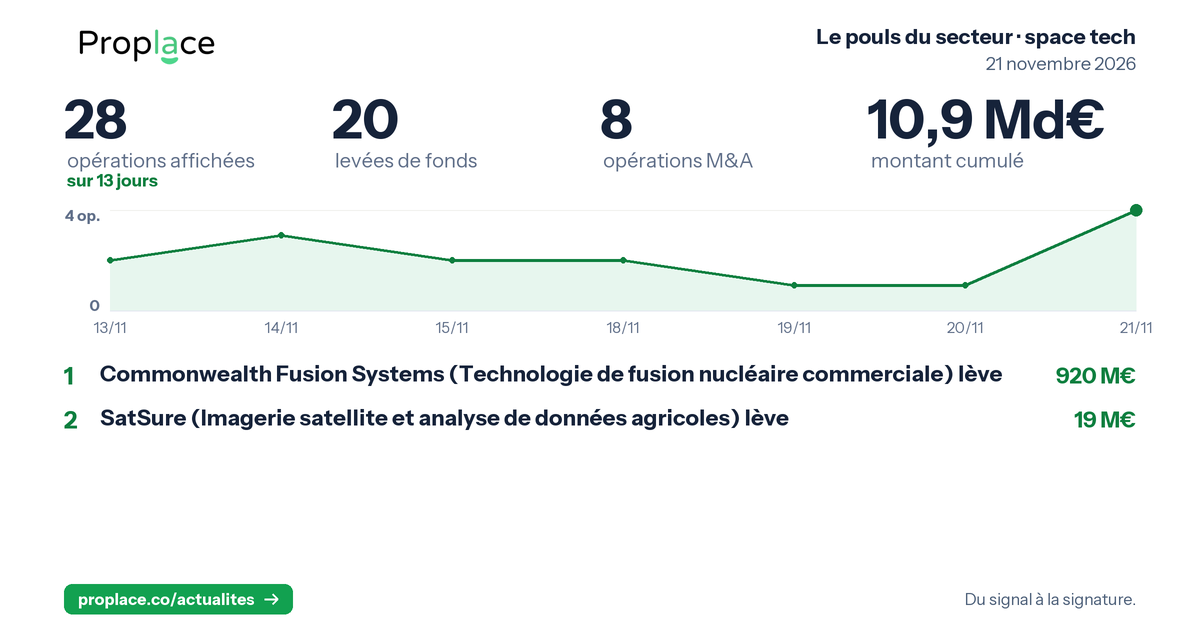 Proplace
Le pouls du secteur · space tech
21 novembre 2026
28
opérations affichées
sur 13 jours
20
levées de fonds
8
opérations M&A
10,9 Md€
montant cumulé
4 op.
0
13/11 14/11 15/11 18/11 19/11 20/11 21/11
1 Commonwealth Fusion Systems (Technologie de fusion nucléaire commerciale) lève 920 M€
2 SatSure (Imagerie satellite et analyse de données agricoles) lève 19 M€
proplace.co/actualites →
Du signal à la signature.